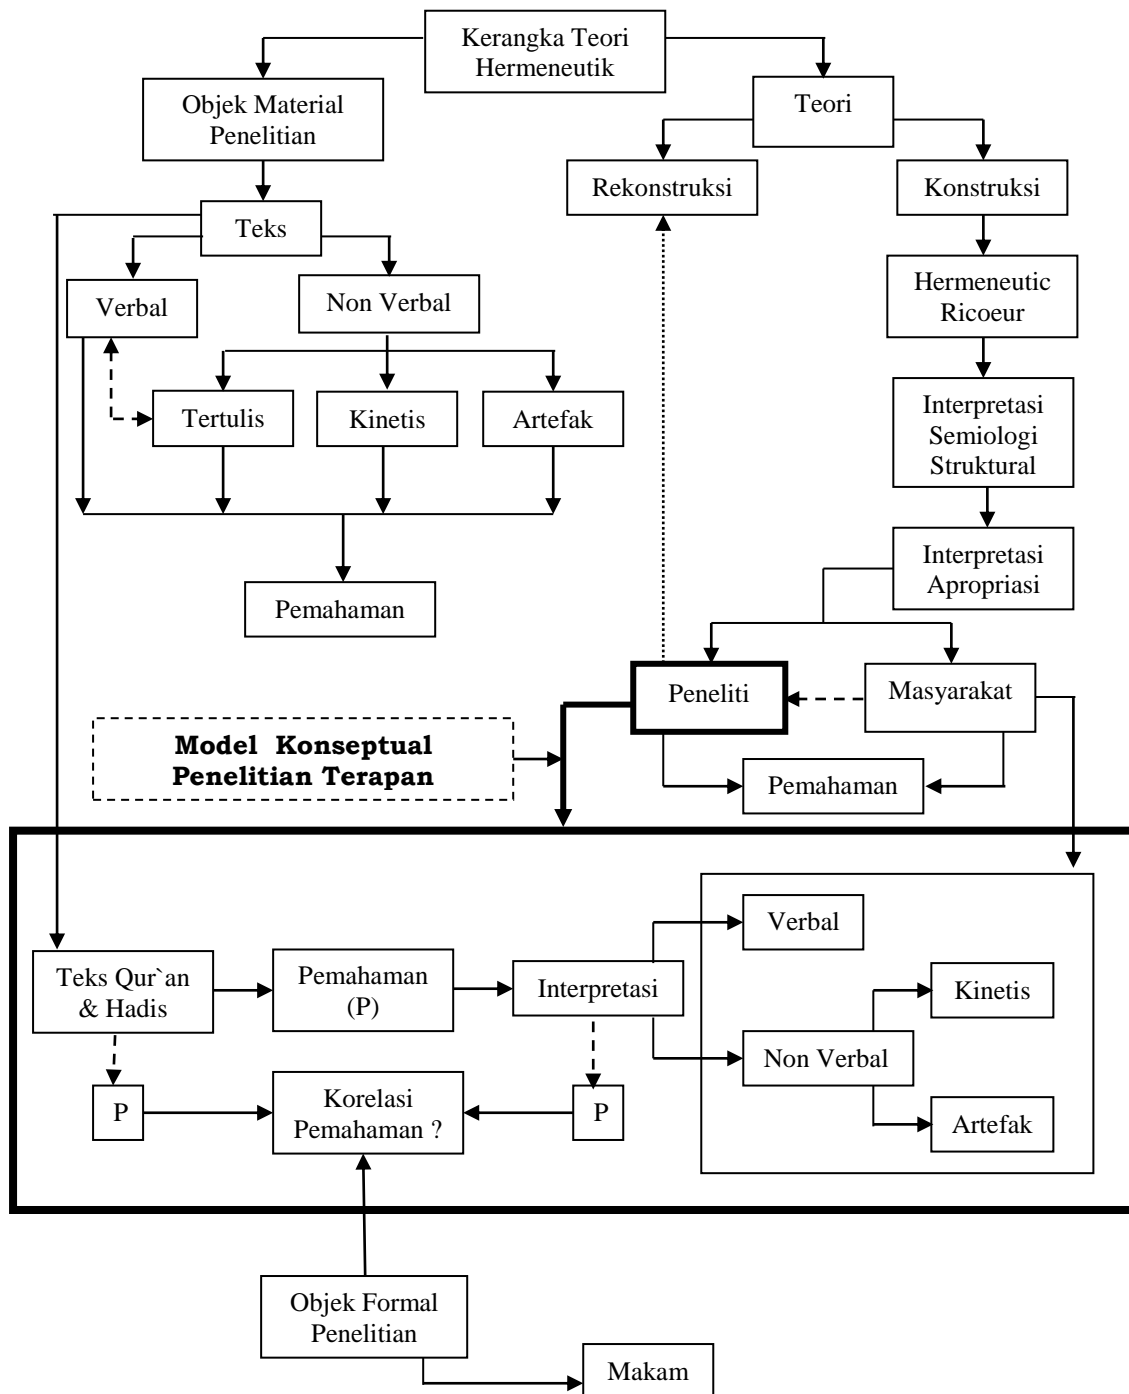 Kerangka Teori
Hermeneutik
Objek Material
Penelitian
Teori
Rekonstruksi
Konstruksi
Teks
Verbal
Non Verbal
Hermeneutic
Ricoeur
Tertulis
Kinetis
Artefak
Interpretasi
Semiologi
Struktural
Interpretasi
Apropriasi
Pemahaman
Peneliti
Masyarakat
Model Konseptual
Penelitian Terapan
Pemahaman
Teks Qur`an
& Hadis
Pemahaman
(P)
Interpretasi
Verbal
Kinetis
Non Verbal
Artefak
P
Korelasi
Pemahaman ?
P
Objek Formal
Penelitian
Makam